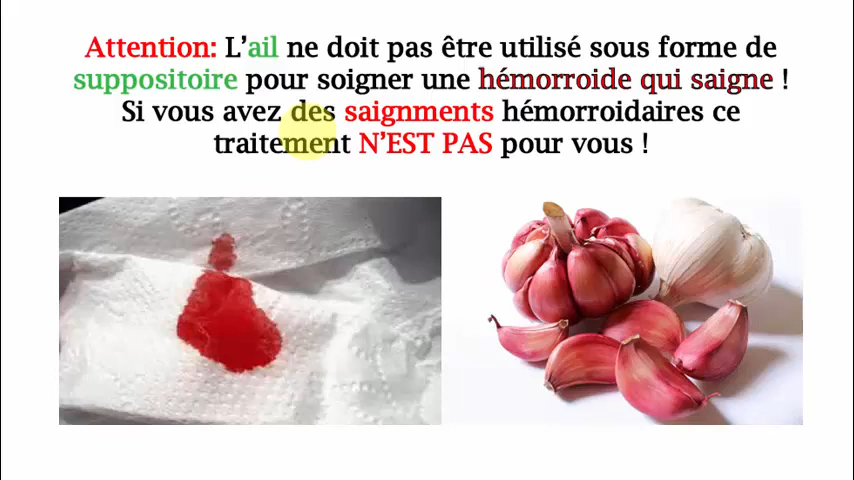 Attention: L’ail ne doit pas être utilisé sous forme de
suppositoire pour soigner une hémorroide qui saigne !
Si vous avez des saignments hémorroidaires ce
traitement N’EST PAS pour vous !